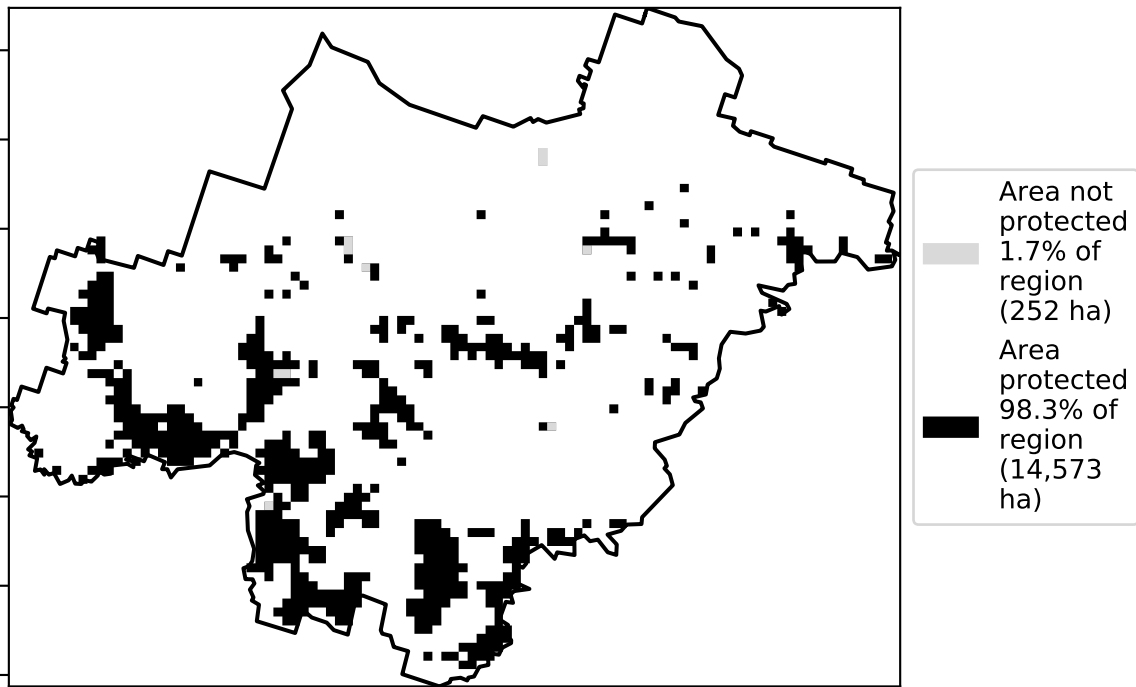 Area not
protected
1.7% of
region
(252 ha)
Area
protected
98.3% of
region
(14,573
ha)